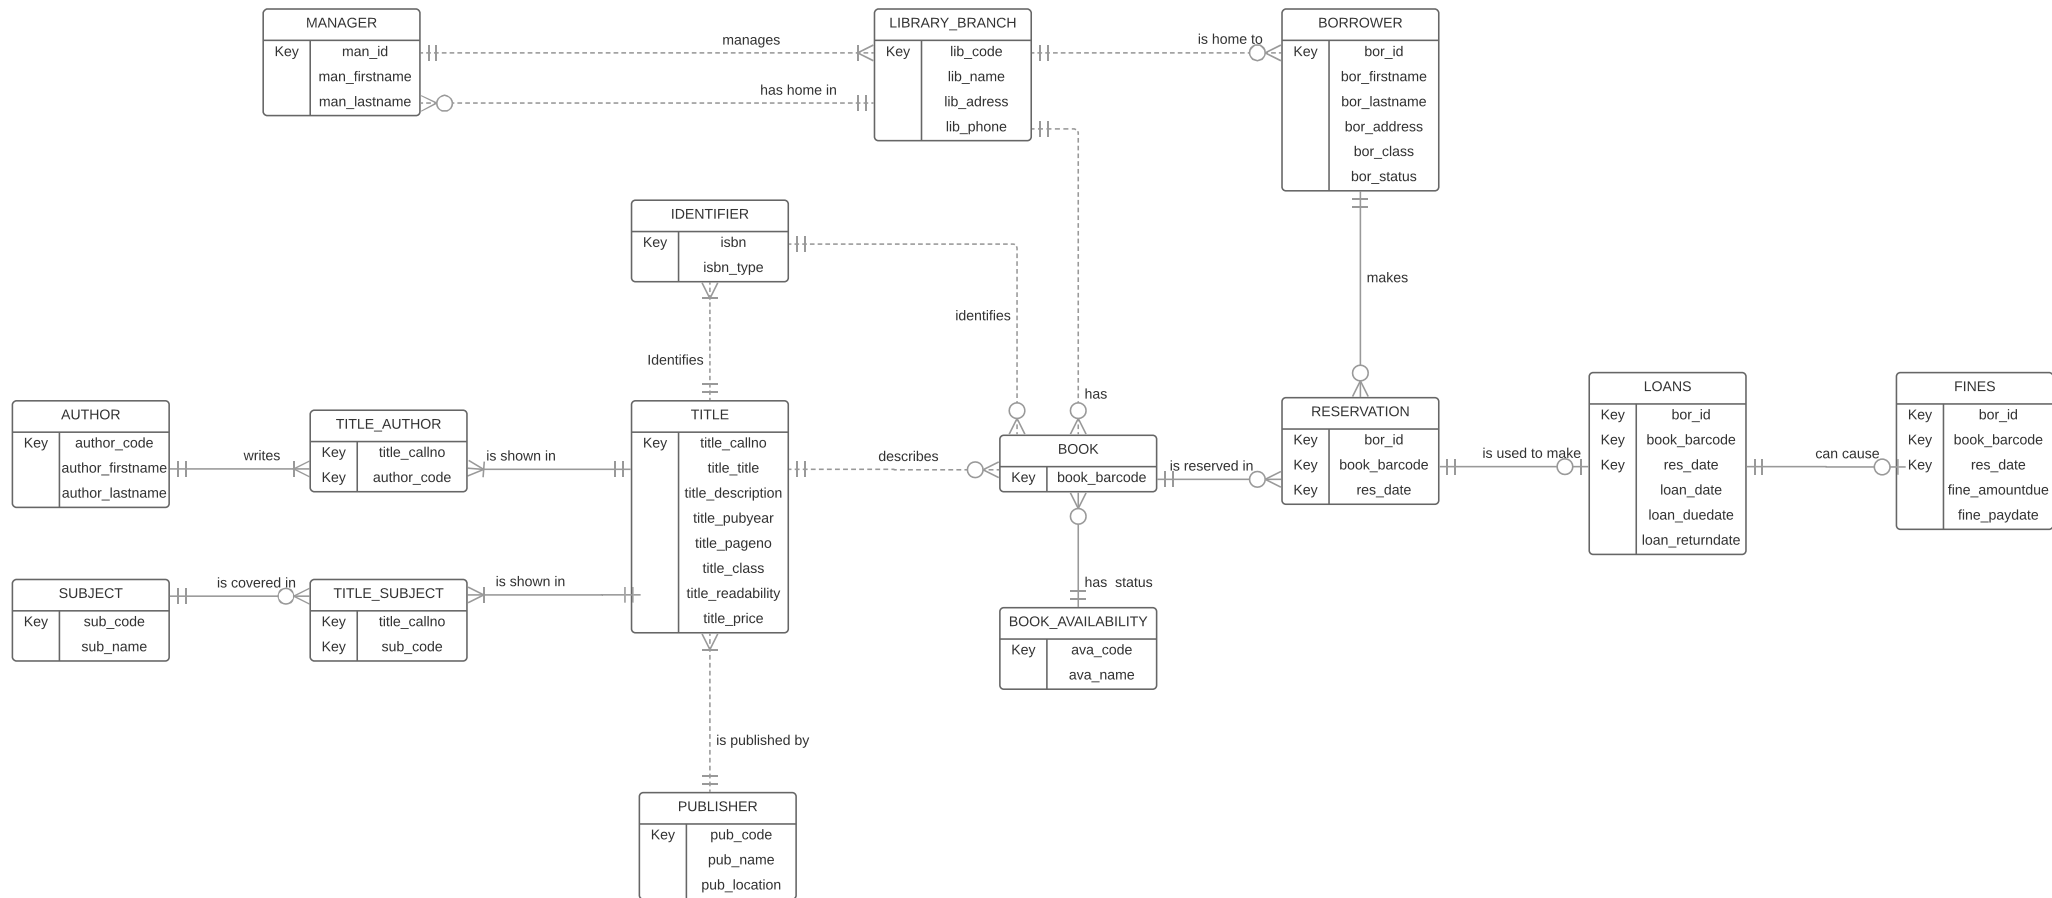 MANAGER
Key man_id
man_firstname
man_lastname
manages
has home in
LIBRARY_BRANCH
Key lib_code
lib_name
lib_adress
lib_phone
is home to
BORROWER
Key bor_id
bor_firstname
bor_lastname
bor_address
bor_class
bor_status
IDENTIFIER
Key isbn
isbn_type
identifies
makes
Identifies
has
AUTHOR
Key author_code
author_firstname
author_lastname
writes
TITLE_AUTHOR
Key title_callno
Key author_code
is shown in
TITLE
Key title_callno
title_title
title_description
title_pubyear
title_pageno
title_class
title_readability
title_price
describes
BOOK
Key book_barcode
is reserved in
RESERVATION
Key bor_id
Key book_barcode
Key res_date
is used to make
LOANS
Key bor_id
Key book_barcode
Key res_date
loan_date
loan_duedate
loan_returndate
can cause
FINES
Key bor_id
Key book_barcode
Key res_date
fine_amountdue
fine_paydate
SUBJECT
Key sub_code
sub_name
is covered in
TITLE_SUBJECT
Key title_callno
Key sub_code
is shown in
has status
BOOK_AVAILABILITY
Key ava_code
ava_name
is published by
PUBLISHER
Key pub_code
pub_name
pub_location